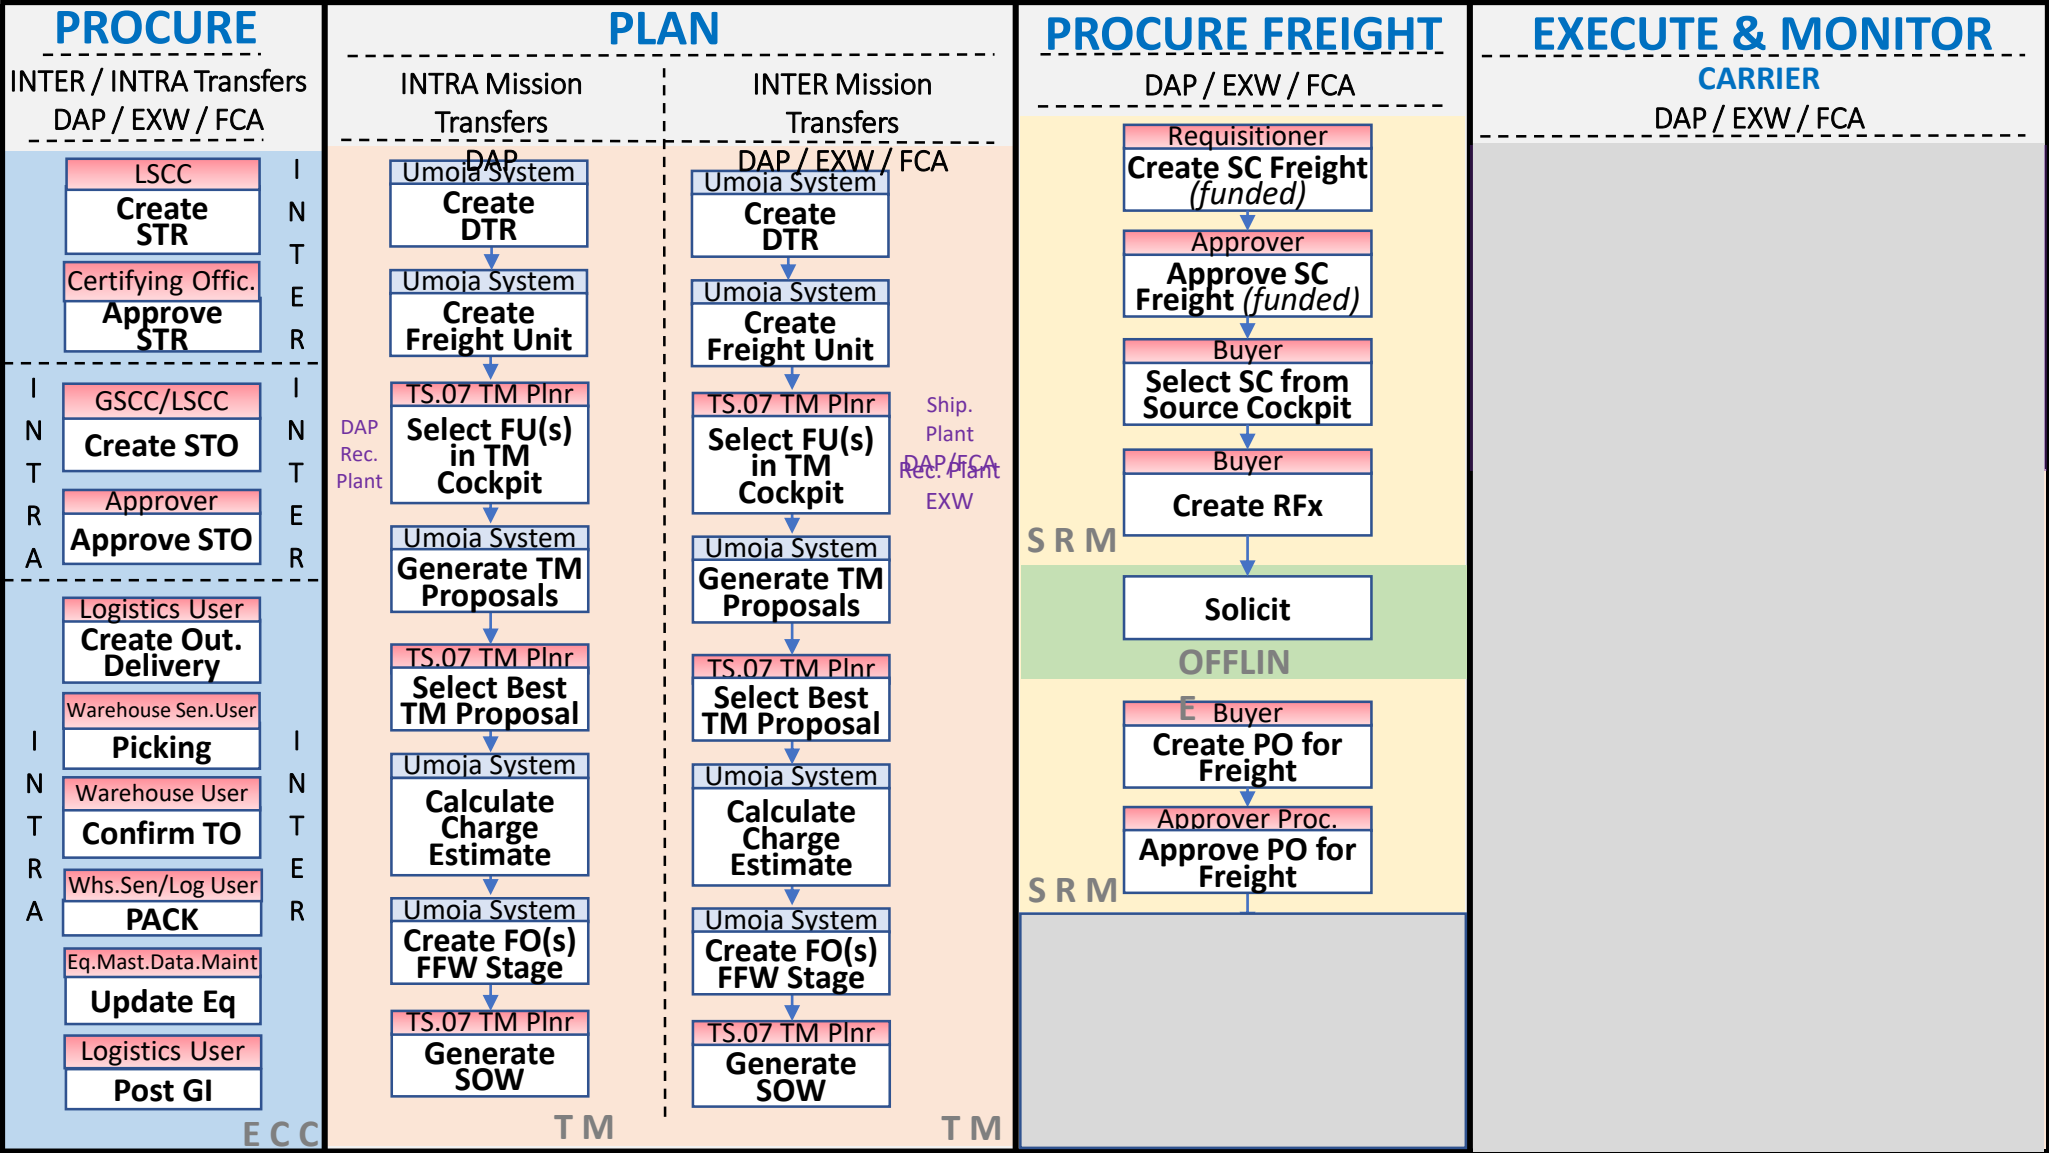 PROCURE
INTER / INTRA Transfers
DAP / EXW / FCA
LSCC
Create
STR
Certifying Offic.
Approve
STR
I
N
T
E
R
GSCC/LSCC
Create STO
Approver
Approve STO
I
N
T
R
A
I
N
T
E
R
Logistics User
Create Out.
Delivery
Warehouse Sen.User
Picking
Warehouse User
Confirm TO
Whs.Sen/Log User
PACK
Eq.Mast.Data.Maint
Update Eq
Logistics User
Post GI
I
N
T
R
A
I
N
T
E
R
E C C
PLAN
INTRA Mission
Transfers
DAP
Umoja System
Create
DTR
Umoja System
Create
Freight Unit
TS.07 TM Plnr
Select FU(s)
in TM
Cockpit
DAP
Rec.
Plant
Umoja System
Generate TM
Proposals
TS.07 TM Plnr
Select Best
TM Proposal
Umoja System
Calculate
Charge
Estimate
Umoja System
Create FO(s)
FFW Stage
TS.07 TM Plnr
Generate
SOW
T M
INTER Mission
Transfers
DAP / EXW / FCA
Umoja System
Create
DTR
Umoja System
Create
Freight Unit
TS.07 TM Plnr
Select FU(s)
in TM
Cockpit
Ship.
Plant
DAP/FCA
Rec. Plant
EXW
Umoja System
Generate TM
Proposals
TS.07 TM Plnr
Select Best
TM Proposal
Umoja System
Calculate
Charge
Estimate
Umoja System
Create FO(s)
FFW Stage
TS.07 TM Plnr
Generate
SOW
T M
PROCURE FREIGHT
DAP / EXW / FCA
Requisitioner
Create SC Freight
(funded)
Approver
Approve SC
Freight (funded)
Buyer
Select SC from
Source Cockpit
Buyer
Create RFx
S R M
Solicit
OFFLIN
E
Buyer
Create PO for
Freight
Approver Proc.
Approve PO for
Freight
S R M
EXECUTE & MONITOR
CARRIER
DAP / EXW / FCA